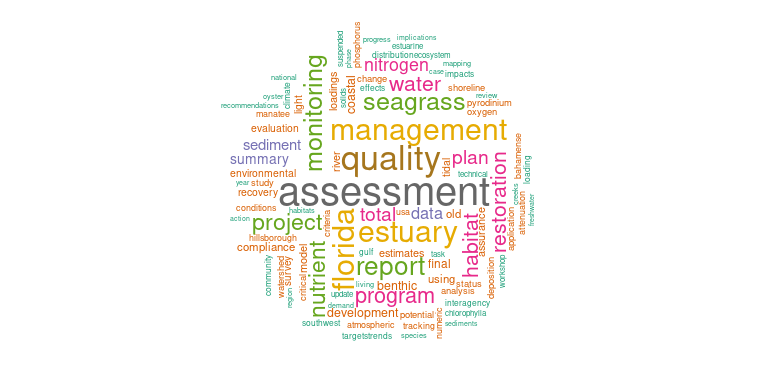 progress implications
estuarine
suspended phase phosphorus distribution ecosystem
nitrogen case mapping
national monitoring loadings solids coastal change water impacts
effects shoreline
oyster climate light seagrass review
recommendations pyrodinium
manatee oxygen
evaluation management
sediment quality
summary river tidal plan bahamense loading
environmental technical restoration
year study assessment creeks
recovery attenuation freshwater
conditions habitats florida total usa data old habitat assurance application
action project criteria estuary
hillsborough
compliance nutrient model gulf estimates task
community watershed survey region critical report final deposition workshop
living benthic using status
update program analysis
demand interagency
development potential numeric chlorophylla
southwest atmospheric tracking sediments
targets trends species